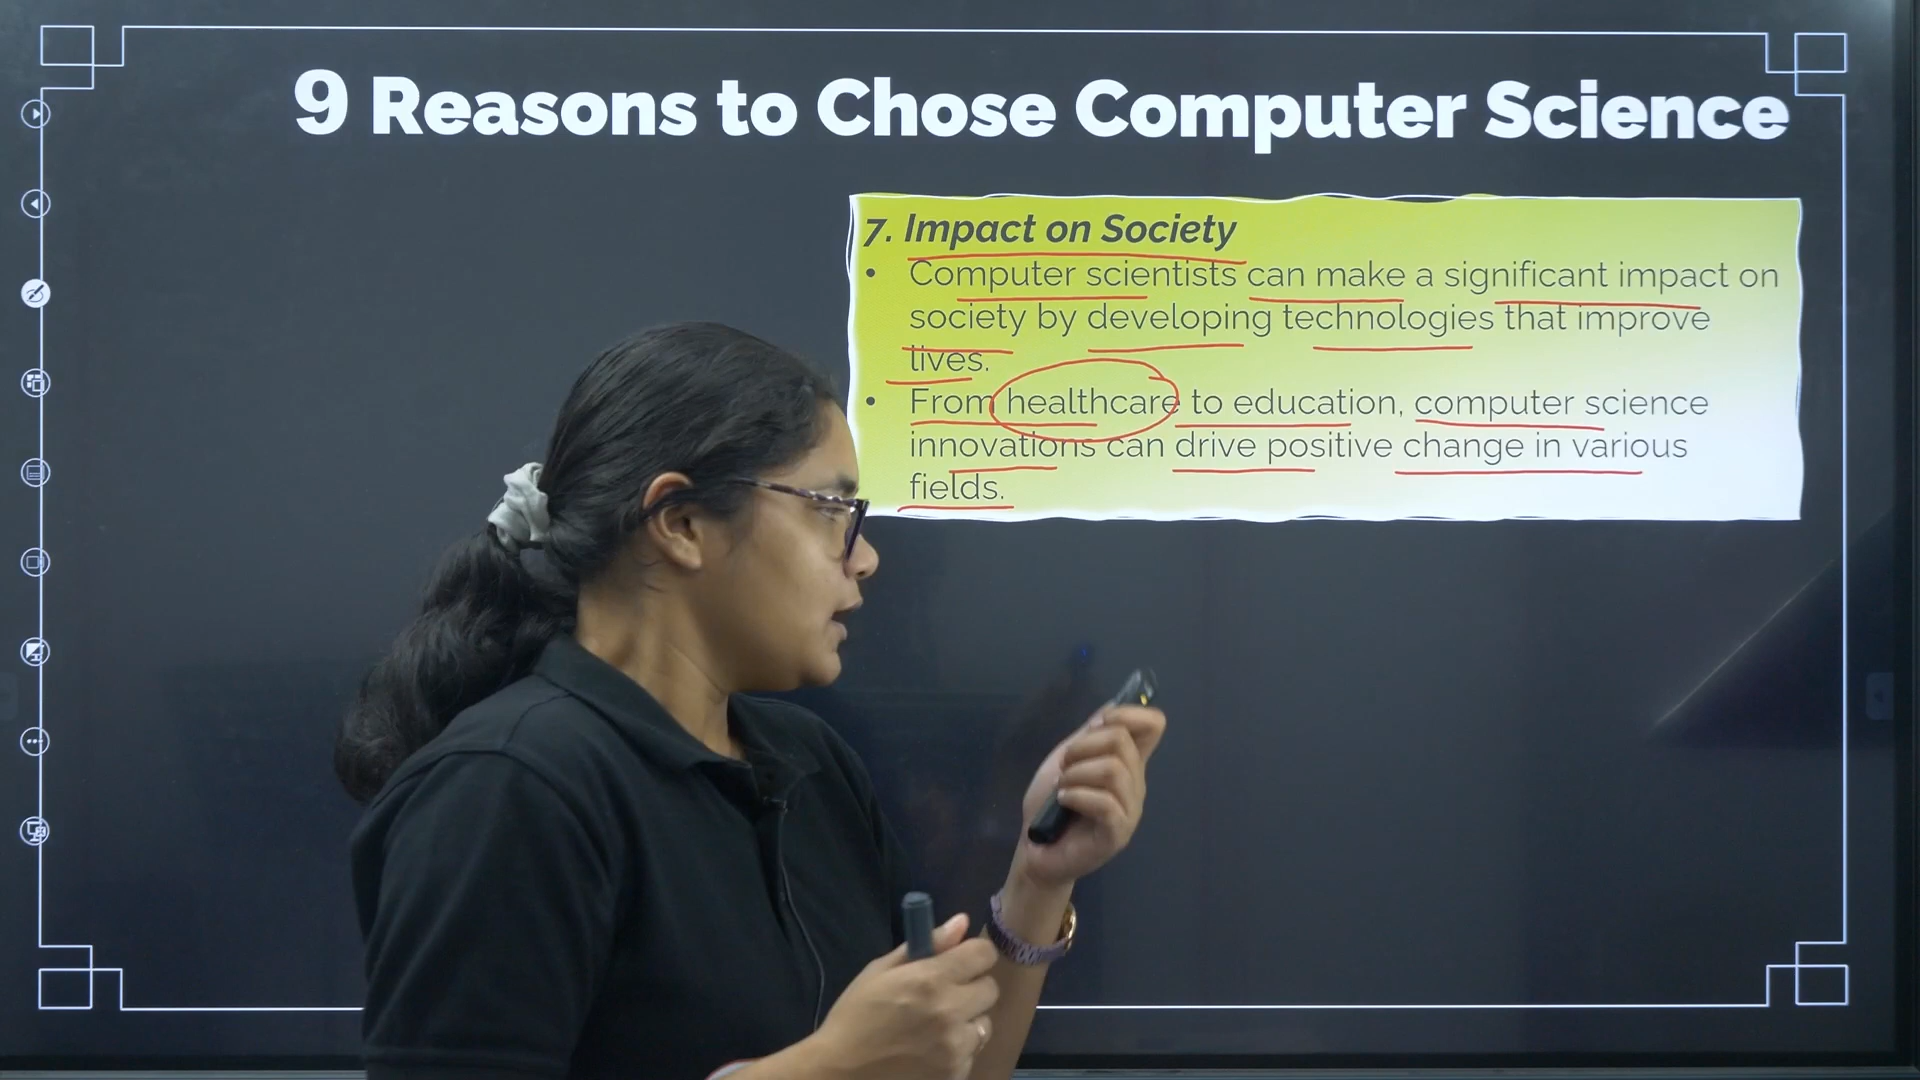 9 Reasons to Chose Computer Science
7. Impact on Society
• Computer scientists can make a significant impact on
society by developing technologies that improve
lives.
• From healthcare to education, computer science
innovations can drive positive change in various
fields.